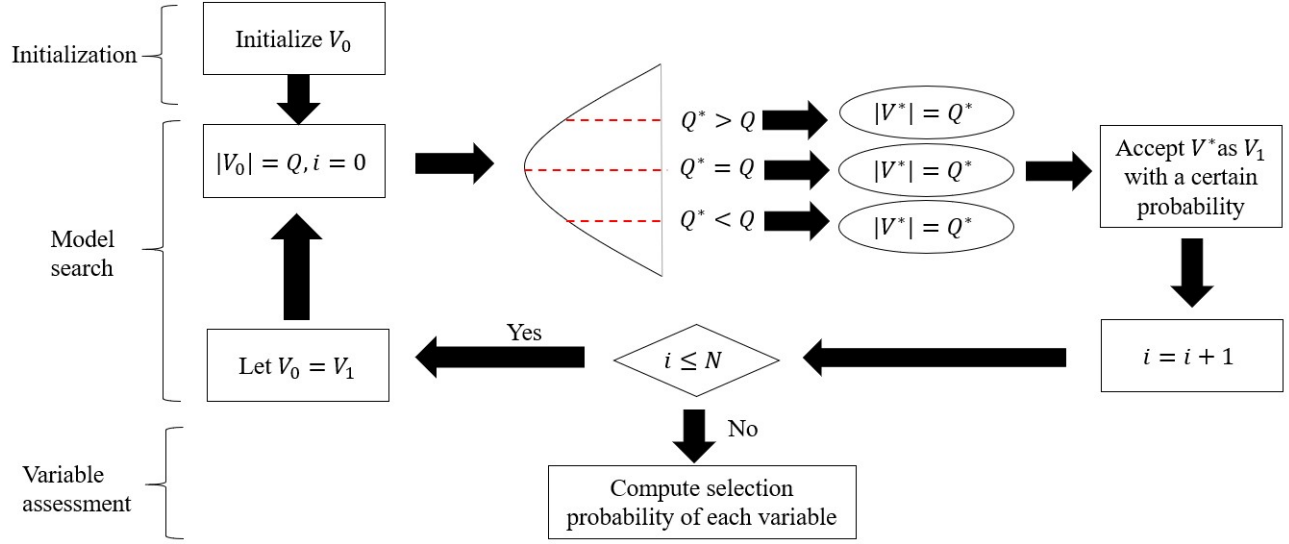 Initialization
Initialize V₀
|V₀| = Q, i = 0
Q* > Q
|V*| = Q*
Q* = Q
|V*| = Q*
Q* < Q
|V*| = Q*
Accept V* as V₁
with a certain
probability
Model
search
i = i + 1
i ≤ N
Yes
Let V₀ = V₁
No
Variable
assessment
Compute selection
probability of each variable